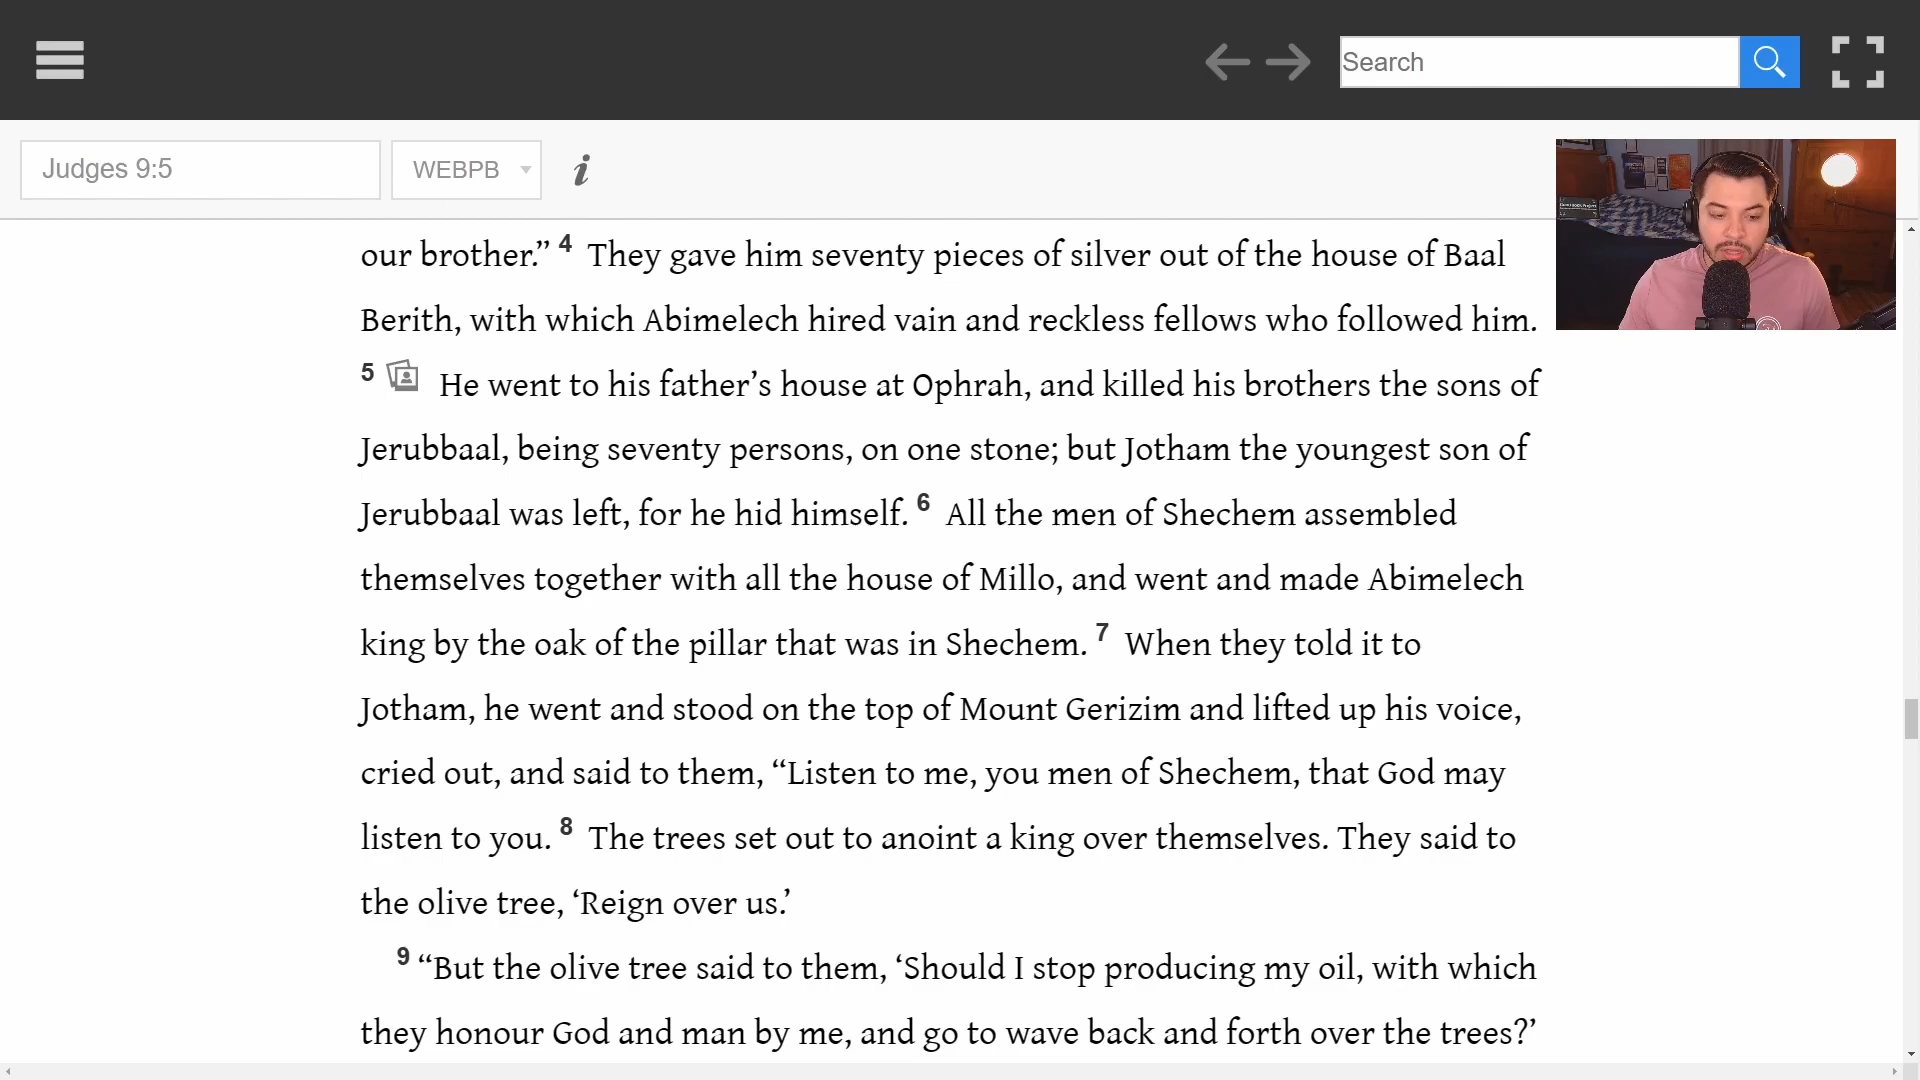 Search
Judges 9:5
WEBPB
i
our brother.” 4 They gave him seventy pieces of silver out of the house of Baal
Berith, with which Abimelech hired vain and reckless fellows who followed him.
5 He went to his father’s house at Ophrah, and killed his brothers the sons of
Jerubbaal, being seventy persons, on one stone; but Jotham the youngest son of
Jerubbaal was left, for he hid himself. 6 All the men of Shechem assembled
themselves together with all the house of Millo, and went and made Abimelech
king by the oak of the pillar that was in Shechem. 7 When they told it to
Jotham, he went and stood on the top of Mount Gerizim and lifted up his voice,
cried out, and said to them, “Listen to me, you men of Shechem, that God may
listen to you. 8 The trees set out to anoint a king over themselves. They said to
the olive tree, ‘Reign over us.’
9 “But the olive tree said to them, ‘Should I stop producing my oil, with which
they honour God and man by me, and go to wave back and forth over the trees?’